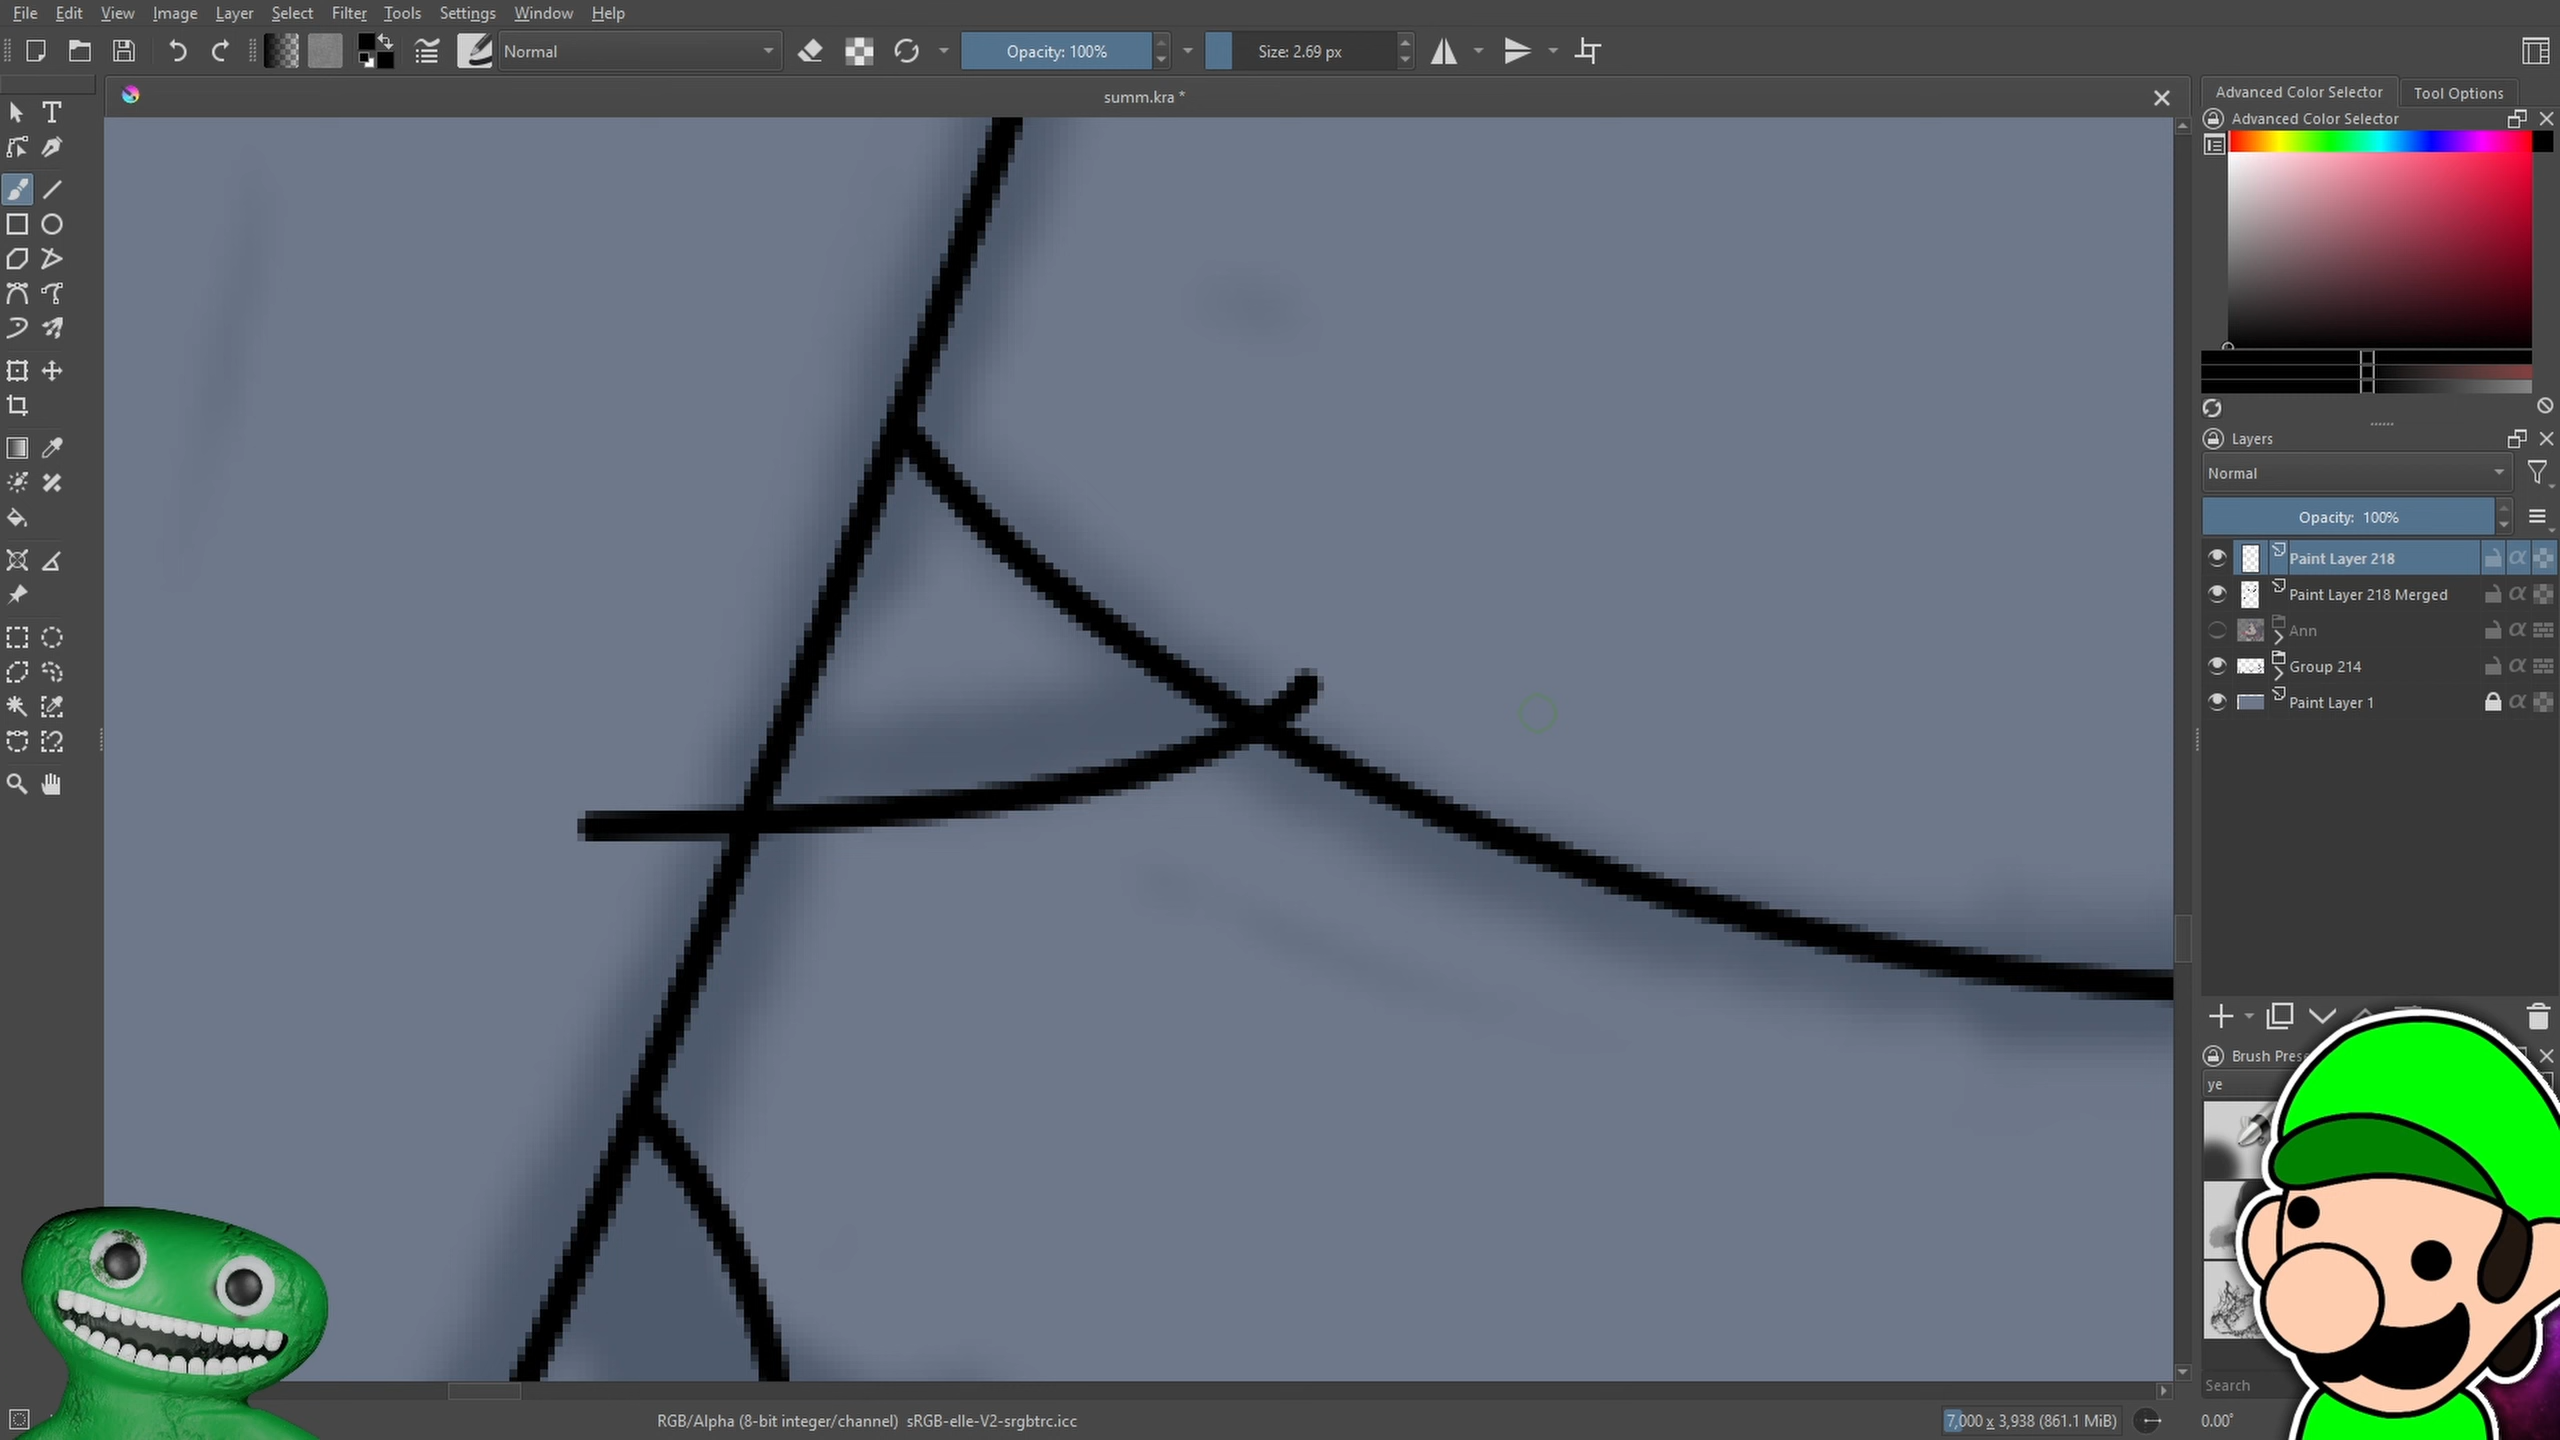 File Edit View Image Layer Select Filter Tools Settings Window Help
Normal Opacity: 100% Size: 2.69 px
summ.kra *
Advanced Color Selector Tool Options
Advanced Color Selector
Layers
Normal
Opacity: 100%
Paint Layer 218
Paint Layer 218 Merged
Ann
Group 214
Paint Layer 1
Brush Pres
ye
Search
RGB/Alpha (8-bit integer/channel) sRGB-elle-V2-srgbtrc.icc
7,000 x 3,938 (861.1 MiB)
0.00°